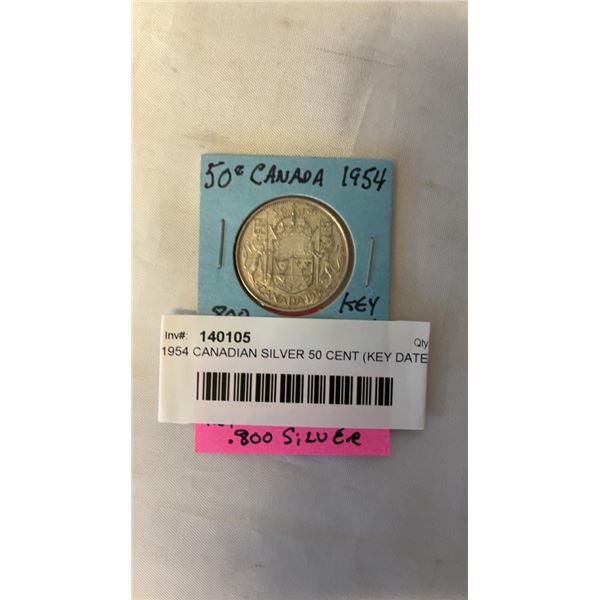 50¢ CANADA 1954
CANADA
KEY
Inv#: 140105 Qty
1954 CANADIAN SILVER 50 CENT (KEY DATE
.800 SILVER